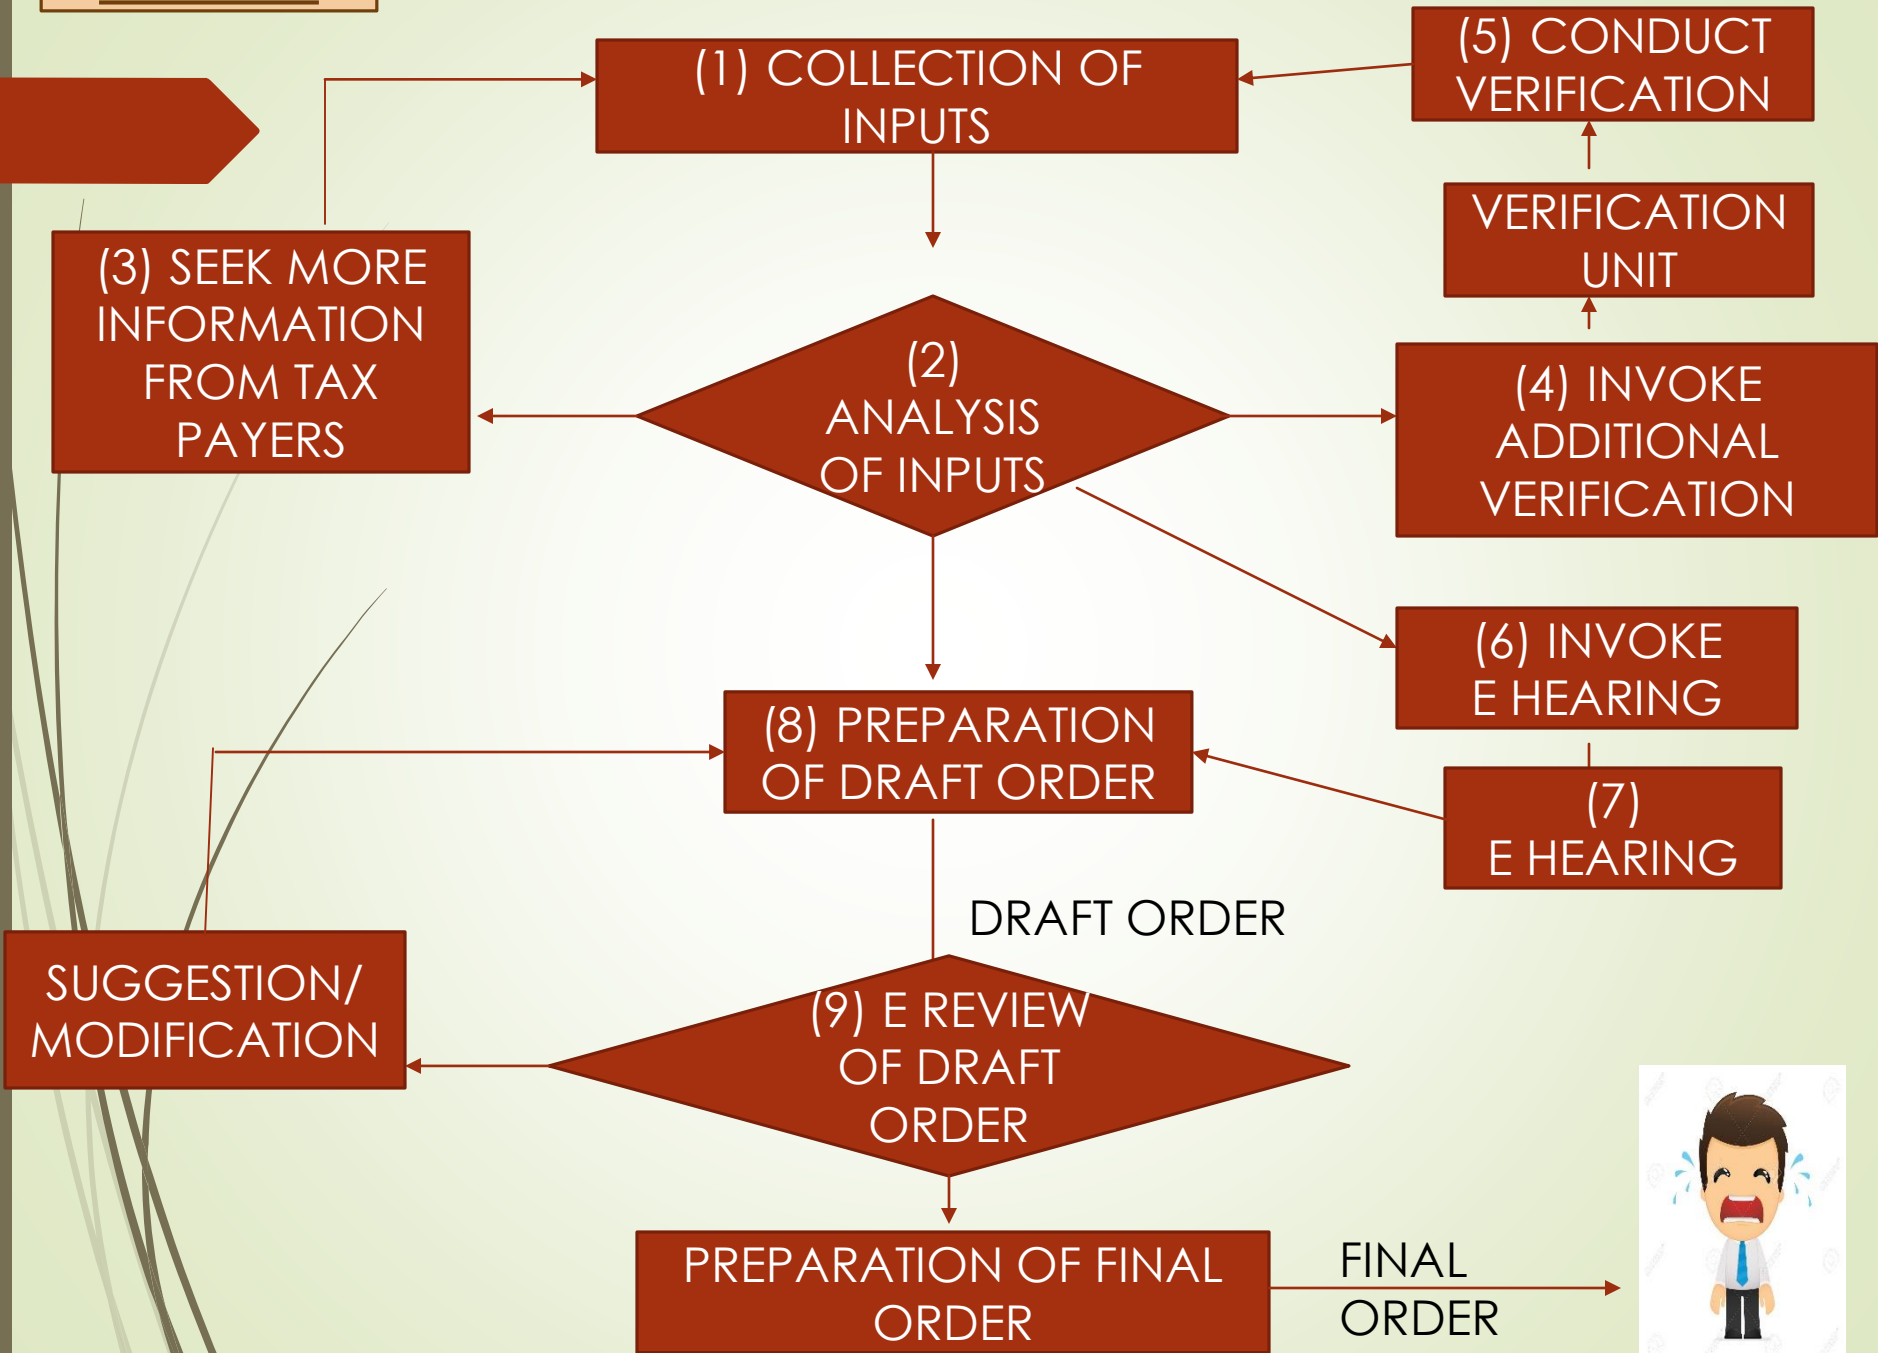 (1) COLLECTION OF
INPUTS
(5) CONDUCT
VERIFICATION
VERIFICATION
UNIT
(3) SEEK MORE
INFORMATION
FROM TAX
PAYERS
(2)
ANALYSIS
OF INPUTS
(4) INVOKE
ADDITIONAL
VERIFICATION
(6) INVOKE
E HEARING
(8) PREPARATION
OF DRAFT ORDER
(7)
E HEARING
DRAFT ORDER
SUGGESTION/
MODIFICATION
(9) E REVIEW
OF DRAFT
ORDER
PREPARATION OF FINAL
ORDER
FINAL
ORDER